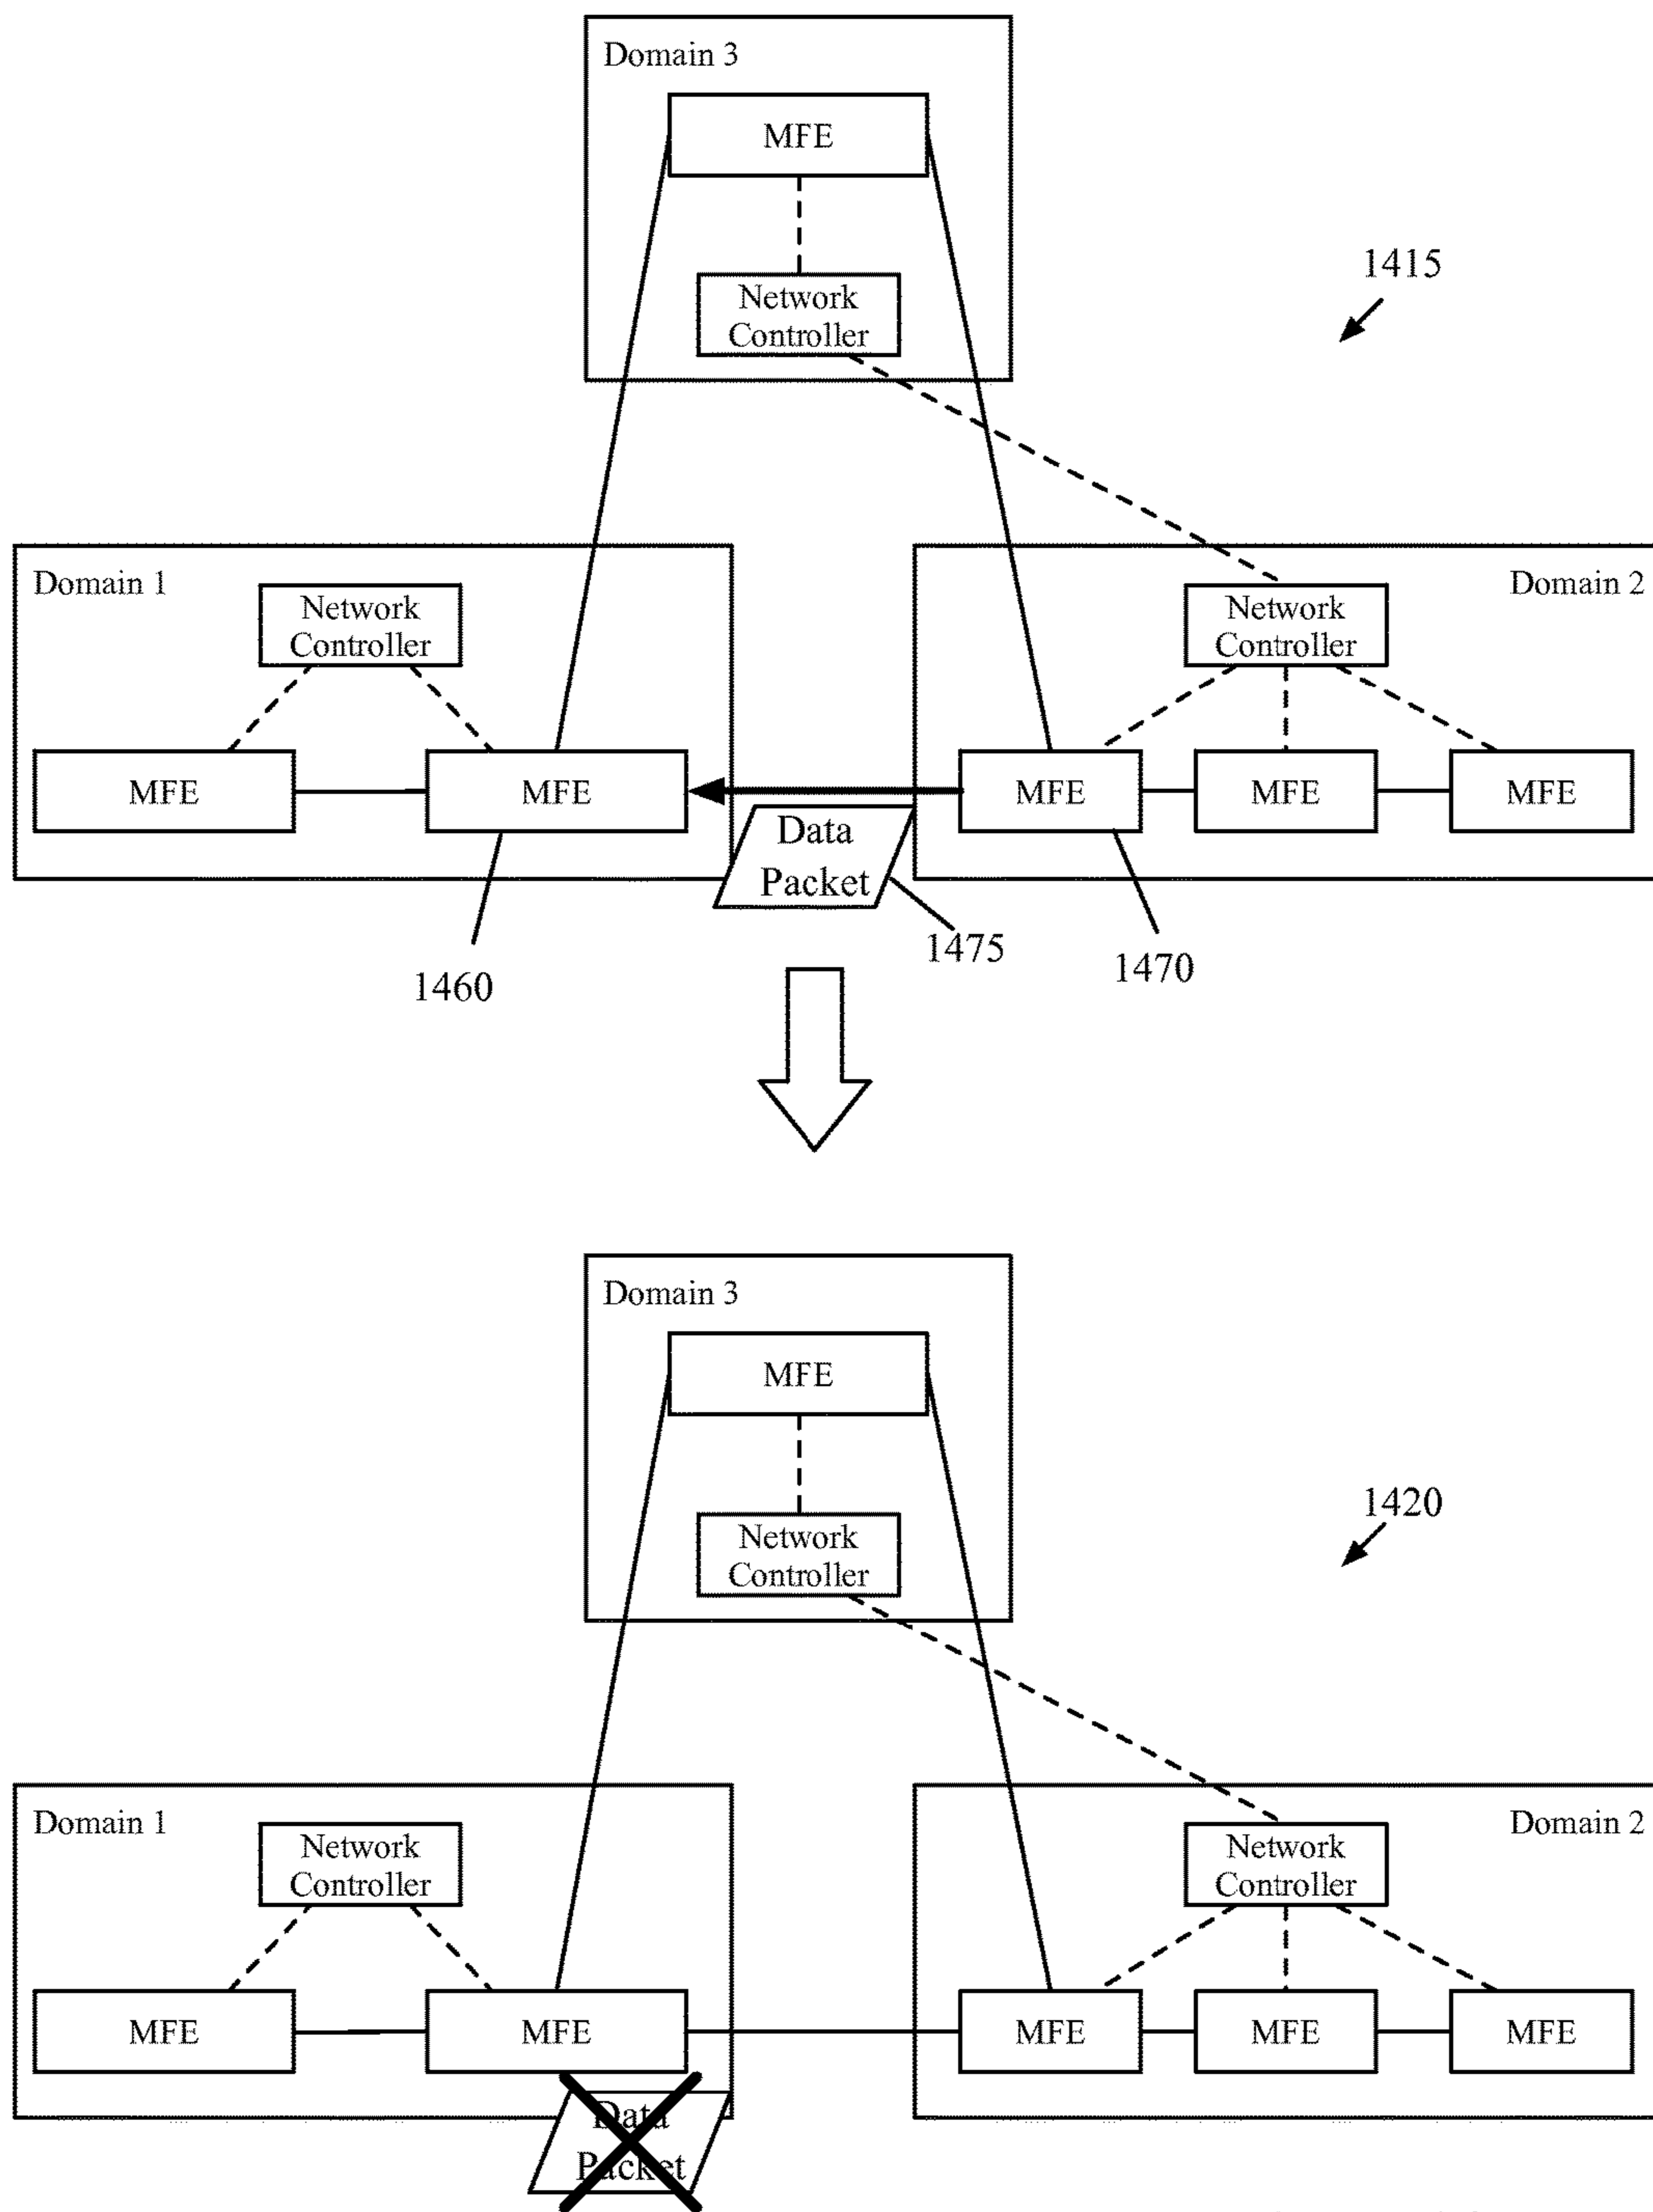 Domain 3
MFE
Network
Controller
1415
Domain 1
Network
Controller
MFE
MFE
Domain 2
Network
Controller
MFE
MFE
MFE
Data
Packet
1460
1475
1470
Domain 3
MFE
Network
Controller
1420
Domain 1
Network
Controller
MFE
MFE
Domain 2
Network
Controller
MFE
MFE
MFE
Data
Packet